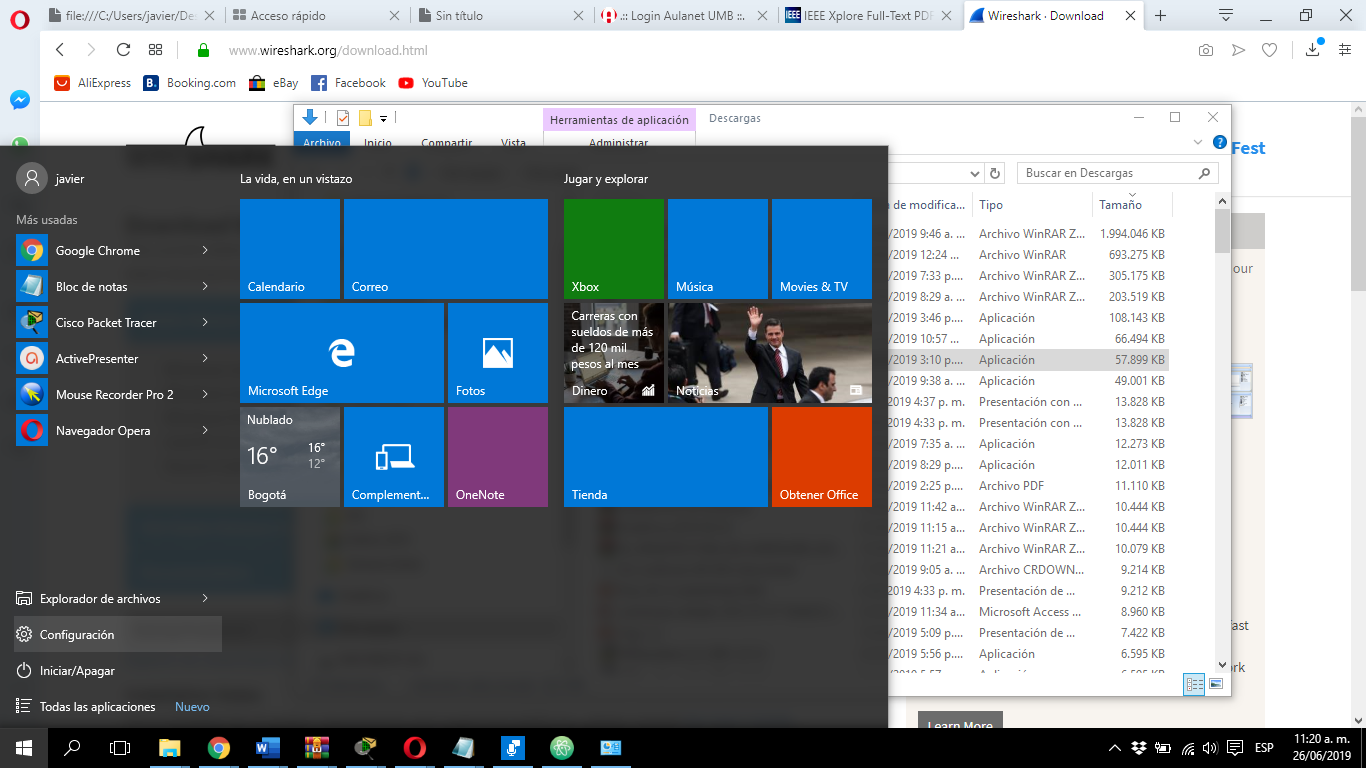 file:///C:/Users/javier/De
Acceso rápido
Sin título
.:: Login Aulanet UMB ::.
IEEE Xplore Full-Text PDF
Wireshark · Download
www.wireshark.org/download.html
AliExpress
Booking.com
eBay
Facebook
YouTube
Herramientas de aplicación
Descargas
Archivo
Inicio
Compartir
Vista
Administrar
Fest
Buscar en Descargas
javier
Más usadas
Google Chrome
Bloc de notas
Cisco Packet Tracer
ActivePresenter
Mouse Recorder Pro 2
Navegador Opera
Explorador de archivos
Configuración
Iniciar/Apagar
Todas las aplicaciones Nuevo
La vida, en un vistazo
Calendario
Correo
Microsoft Edge
Fotos
Nublado
16° 16°
12°
Bogotá
Complement...
OneNote
Jugar y explorar
Xbox
Música
Movies & TV
Carreras con
sueldos de más
de 120 mil
pesos al mes
Dinero
Noticias
Tienda
Obtener Office
de modifica... Tipo Tamaño
/2019 9:46 a. ... Archivo WinRAR Z... 1.994.046 KB
/2019 12:24 ... Archivo WinRAR 693.275 KB
/2019 7:33 p.... Archivo WinRAR Z... 305.175 KB
/2019 8:29 a. ... Archivo WinRAR Z... 203.519 KB
/2019 3:46 p.... Aplicación 108.143 KB
/2019 10:57 ... Aplicación 66.494 KB
/2019 3:10 p.... Aplicación 57.899 KB
/2019 9:38 a. ... Aplicación 49.001 KB
/2019 4:37 p. m. Presentación con ... 13.828 KB
/2019 4:33 p. m. Presentación con ... 13.828 KB
/2019 7:35 a. ... Aplicación 12.273 KB
/2019 8:29 p.... Aplicación 12.011 KB
/2019 2:25 p.... Archivo PDF 11.110 KB
/2019 11:42 a... Archivo WinRAR Z... 10.444 KB
/2019 11:15 a... Archivo WinRAR Z... 10.444 KB
/2019 11:21 a... Archivo WinRAR Z... 10.079 KB
/2019 9:05 a. ... Archivo CRDOWN... 9.214 KB
/2019 4:33 p. m. Presentación de ... 9.212 KB
/2019 11:34 a... Microsoft Access ... 8.960 KB
/2019 5:09 p.... Presentación de ... 7.422 KB
/2019 5:56 p.... Aplicación 6.595 KB
our
Learn More
ESP
11:20 a. m.
26/06/2019